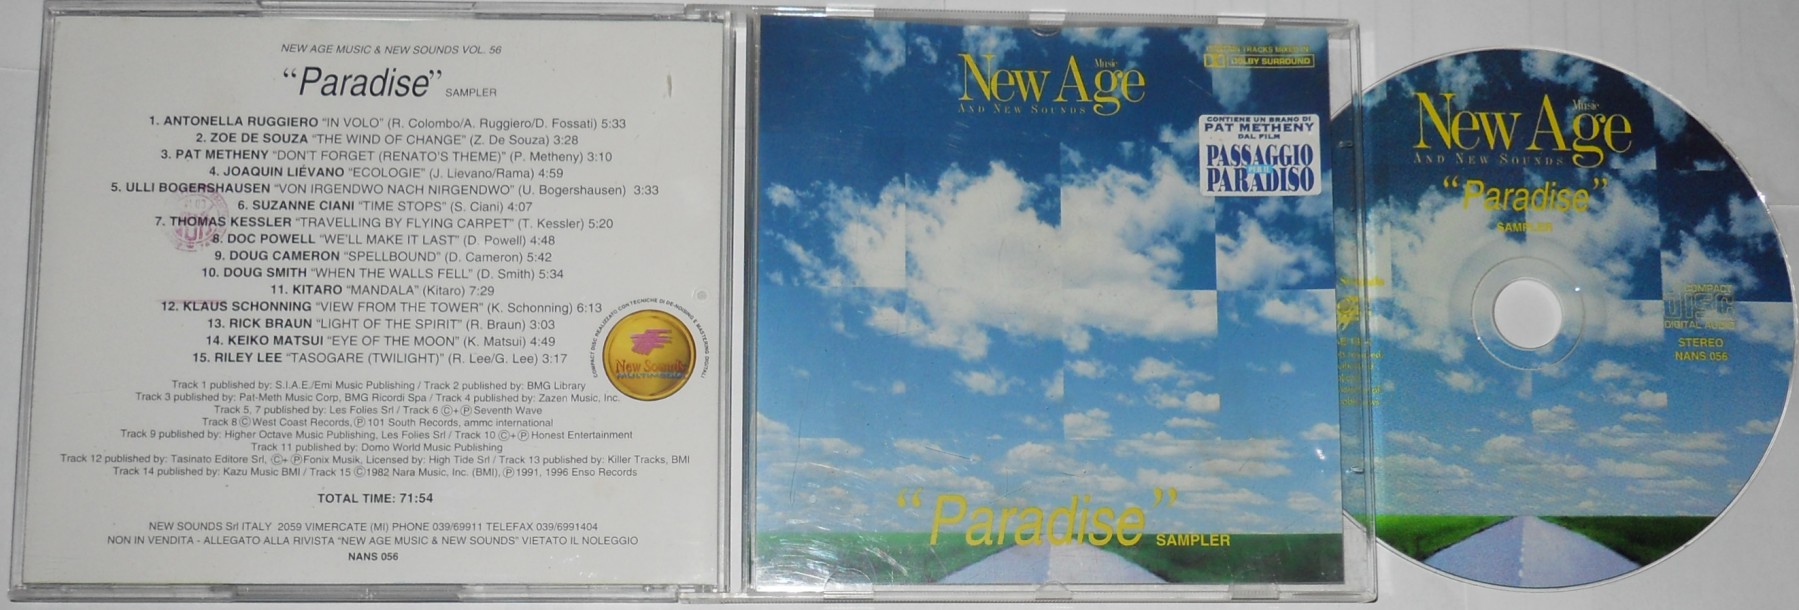 NEW AGE MUSIC & NEW SOUNDS VOL. 56
“Paradise” SAMPLER
1. ANTONELLA RUGGIERO “IN VOLO” (R. Colombo/A. Ruggiero/D. Fossati) 5:33
2. ZOE DE SOUZA “THE WIND OF CHANGE” (Z. De Souza) 3:28
3. PAT METHENY “DON'T FORGET (RENATO'S THEME)” (P. Metheny) 3:10
4. JOAQUIN LIÉVANO “ECOLOGIE” (J. Lievano/Rama) 4:59
5. ULLI BOGERSHAUSEN “VON IRGENDWO NACH NIRGENDWO” (U. Bogershausen) 3:33
6. SUZANNE CIANI “TIME STOPS” (S. Ciani) 4:07
7. THOMAS KESSLER “TRAVELLING BY FLYING CARPET” (T. Kessler) 5:20
8. DOC POWELL “WE'LL MAKE IT LAST” (D. Powell) 4:48
9. DOUG CAMERON “SPELLBOUND” (D. Cameron) 5:42
10. DOUG SMITH “WHEN THE WALLS FELL” (D. Smith) 5:34
11. KITARO “MANDALA” (Kitaro) 7:29
12. KLAUS SCHONNING “VIEW FROM THE TOWER” (K. Schonning) 6:13
13. RICK BRAUN “LIGHT OF THE SPIRIT” (R. Braun) 3:03
14. KEIKO MATSUI “EYE OF THE MOON” (K. Matsui) 4:49
15. RILEY LEE “TASOGARE (TWILIGHT)” (R. Lee/G. Lee) 3:17
Track 1 published by: S.I.A.E./Emi Music Publishing / Track 2 published by: BMG Library
Track 3 published by: Pat-Meth Music Corp, BMG Ricordi Spa / Track 4 published by: Zazen Music, Inc.
Track 5, 7 published by: Les Folies Srl / Track 6 ©+℗ Seventh Wave
Track 8 © West Coast Records, ℗ 101 South Records, ammc international
Track 9 published by: Higher Octave Music Publishing, Les Folies Srl / Track 10 ©+℗ Honest Entertainment
Track 11 published by: Domo World Music Publishing
Track 12 published by: Tasinato Editore Srl, ©+ ℗Fonix Musik, Licensed by: High Tide Srl / Track 13 published by: Killer Tracks, BMI
Track 14 published by: Kazu Music BMI / Track 15 ©1982 Nara Music, Inc. (BMI), ℗ 1991, 1996 Enso Records
TOTAL TIME: 71:54
NEW SOUNDS Srl ITALY 2059 VIMERCATE (MI) PHONE 039/69911 TELEFAX 039/6991404
NON IN VENDITA - ALLEGATO ALLA RIVISTA “NEW AGE MUSIC & NEW SOUNDS” VIETATO IL NOLEGGIO
NANS 056
COMPACT DISC REALIZZATO CON TECNICHE DI DE-NOISING E MASTERING DIGITALI
New Sounds
New Age Music
AND NEW SOUNDS
TRACKS MIXED IN
DOLBY SURROUND
CONTIENE UN BRANO DI
PAT METHENY
DAL FILM
PASSAGGIO
PER IL
PARADISO
“Paradise” SAMPLER
New Age Music
AND NEW SOUNDS
“Paradise”
SAMPLER
COMPACT
disc
DIGITAL AUDIO
STEREO
NANS 056